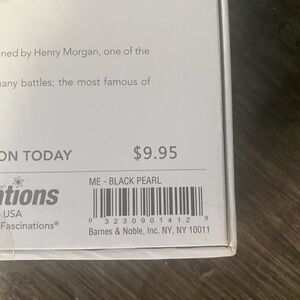 ned by Henry Morgan, one of the
any battles; the most famous of
ON TODAY $9.95
ME - BLACK PEARL
ations
USA
Fascinations®
0 32309 01412 9
Barnes & Noble, Inc. NY, NY 10011